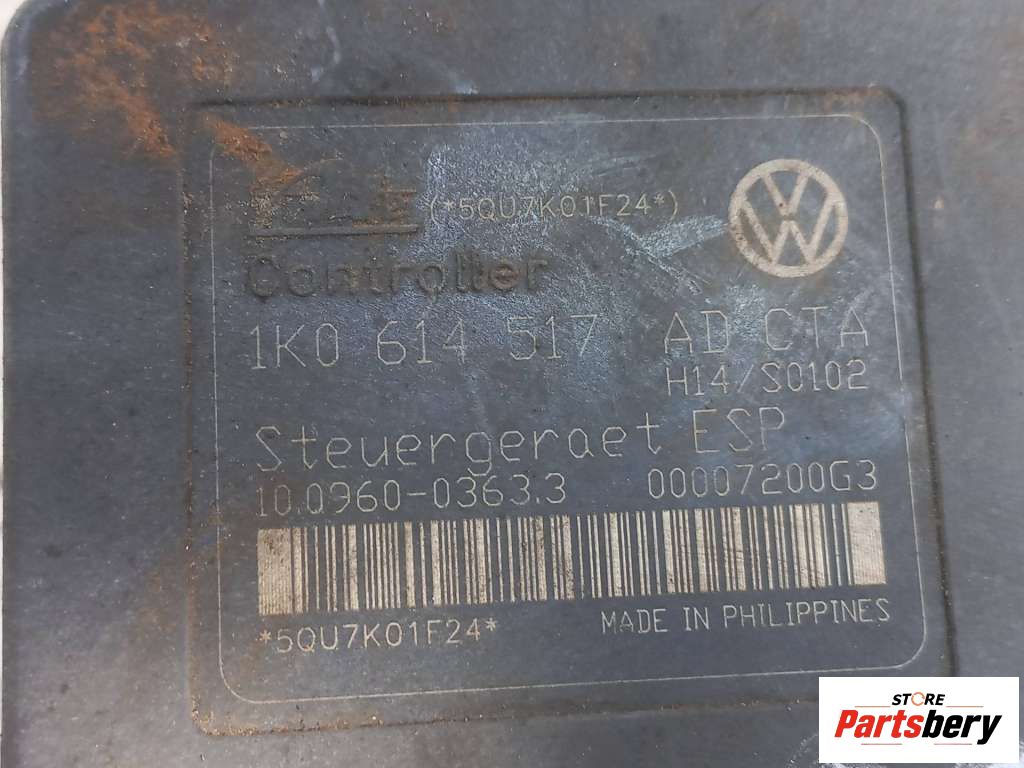 (*5QU7K01F24*)
Controller
1K0 614 517 AD CTA
H14/S0102
Steuergeraet ESP
10.0960-0363.3 00007200G3
*5QU7K01F24*
MADE IN PHILIPPINES
STORE
Partsbery